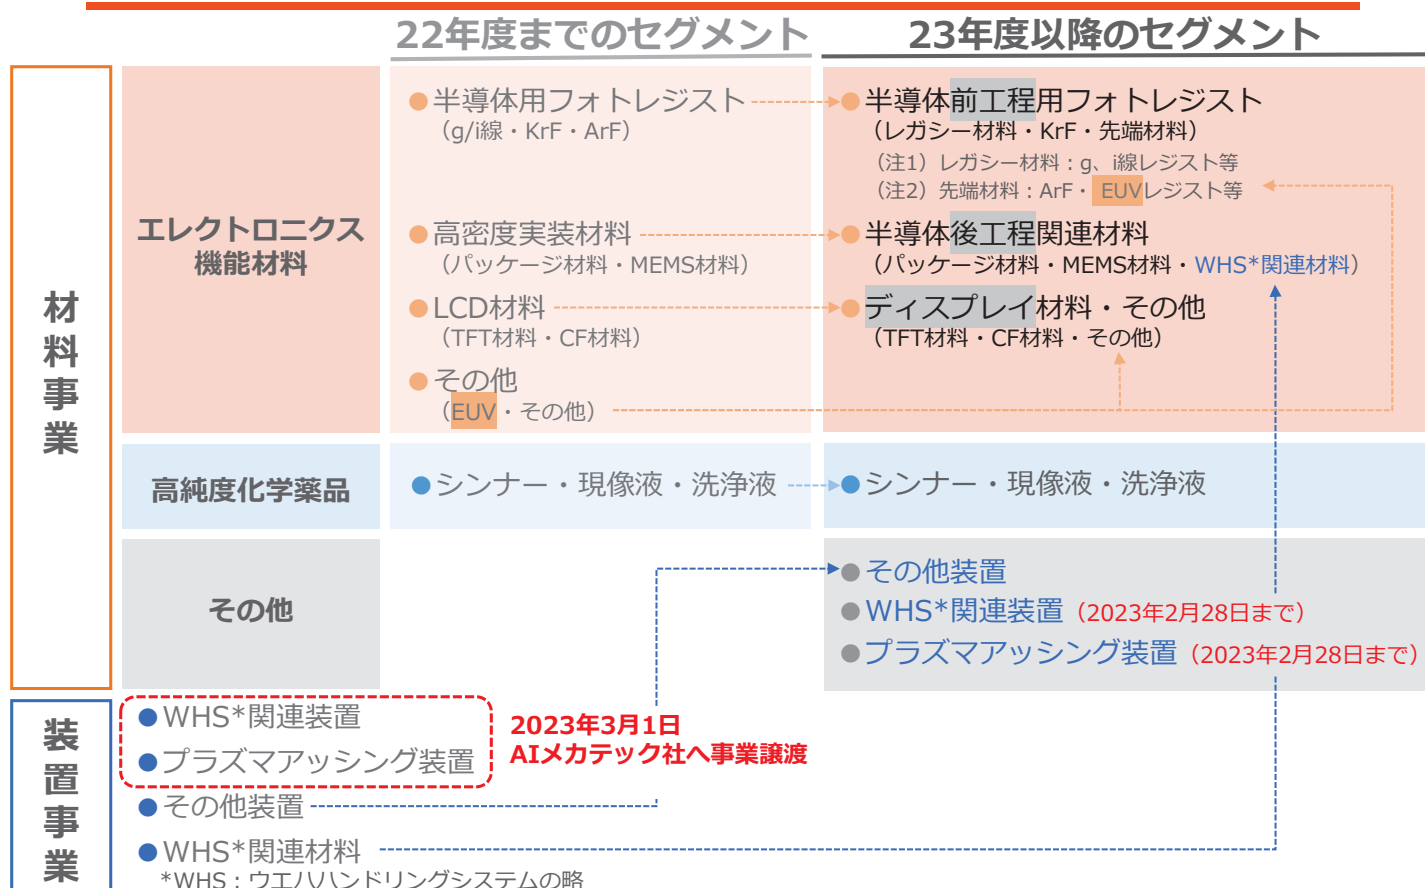 22年度までのセグメント
23年度以降のセグメント
材料事業
エレクトロニクス
機能材料
●半導体用フォトレジスト
（g/i線・KrF・ArF）
●高密度実装材料
（パッケージ材料・MEMS材料）
●LCD材料
（TFT材料・CF材料）
●その他
（EUV・その他）
●半導体前工程用フォトレジスト
（レガシー材料・KrF・先端材料）
（注1）レガシー材料：g、i線レジスト等
（注2）先端材料：ArF・EUVレジスト等
●半導体後工程関連材料
（パッケージ材料・MEMS材料・WHS*関連材料）
●ディスプレイ材料・その他
（TFT材料・CF材料・その他）
高純度化学薬品
●シンナー・現像液・洗浄液
●シンナー・現像液・洗浄液
その他
●その他装置
●WHS*関連装置（2023年2月28日まで）
●プラズマアッシング装置（2023年2月28日まで）
装置事業
●WHS*関連装置
●プラズマアッシング装置
2023年3月1日
AIメカテック社へ事業譲渡
●その他装置
●WHS*関連材料
*WHS：ウエハハンドリングシステムの略